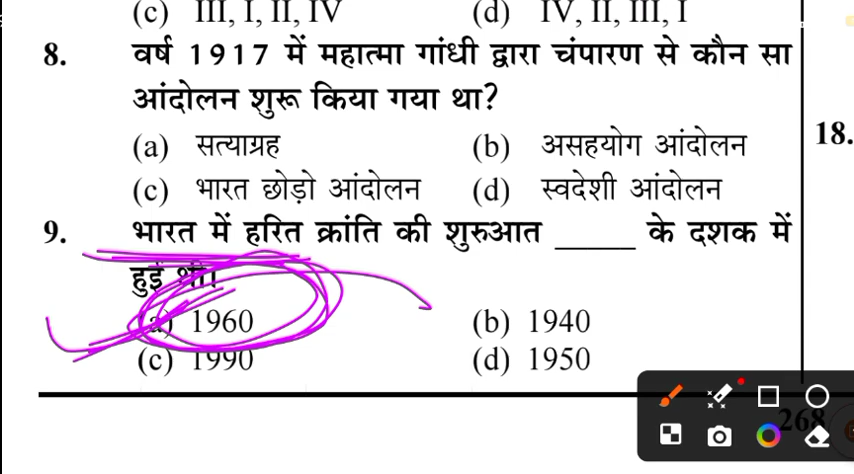 (c) III, I, II, IV (d) IV, II, III, I
8. वर्ष 1917 में महात्मा गांधी द्वारा चंपारण से कौन सा
आंदोलन शुरू किया गया था?
(a) सत्याग्रह (b) असहयोग आंदोलन
(c) भारत छोड़ो आंदोलन (d) स्वदेशी आंदोलन
9. भारत में हरित क्रांति की शुरुआत ______ के दशक में
हुई थी।
(a) 1960 (b) 1940
(c) 1990 (d) 1950
18.
268